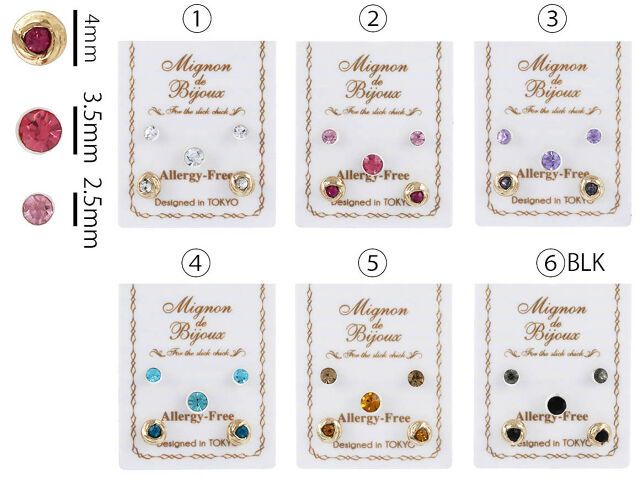 4mm
3.5mm
2.5mm
①
Mignon
de
Bijoux
For the slick chick
Allergy-Free
Designed in TOKYO
②
Mignon
de
Bijoux
For the slick chick
Allergy-Free
Designed in TOKYO
③
Mignon
de
Bijoux
For the slick chick
Allergy-Free
Designed in TOKYO
④
Mignon
de
Bijoux
For the slick chick
Allergy-Free
Designed in TOKYO
⑤
Mignon
de
Bijoux
For the slick chick
Allergy-Free
Designed in TOKYO
⑥BLK
Mignon
de
Bijoux
For the slick chick
Allergy-Free
Designed in TOKYO